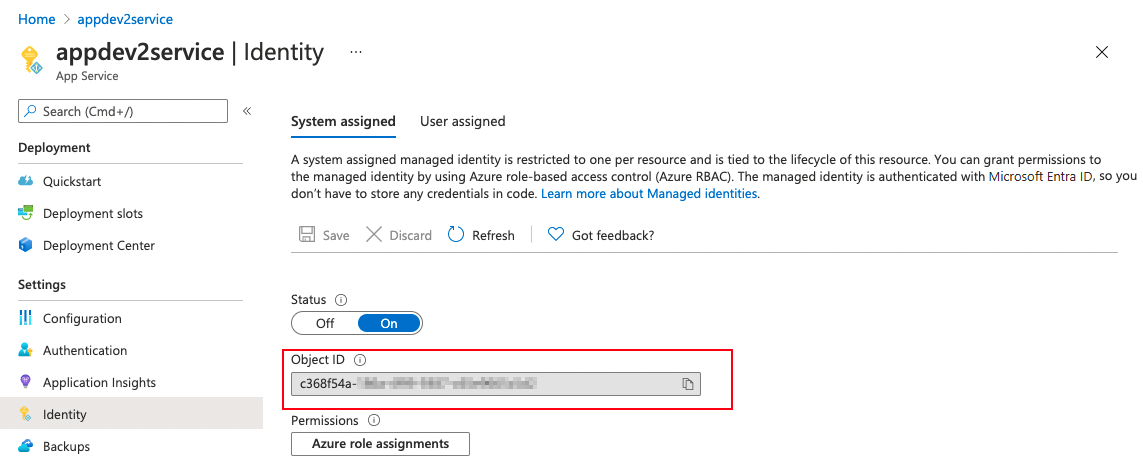 Home > appdev2service
appdev2service | Identity ...
App Service
Search (Cmd+/) «
Deployment
Quickstart
Deployment slots
Deployment Center
Settings
Configuration
Authentication
Application Insights
Identity
Backups
System assigned User assigned
A system assigned managed identity is restricted to one per resource and is tied to the lifecycle of this resource. You can grant permissions to
the managed identity by using Azure role-based access control (Azure RBAC). The managed identity is authenticated with Microsoft Entra ID, so you
don’t have to store any credentials in code. Learn more about Managed identities.
Save Discard Refresh Got feedback?
Status
Off On
Object ID
c368f54a-
Permissions
Azure role assignments